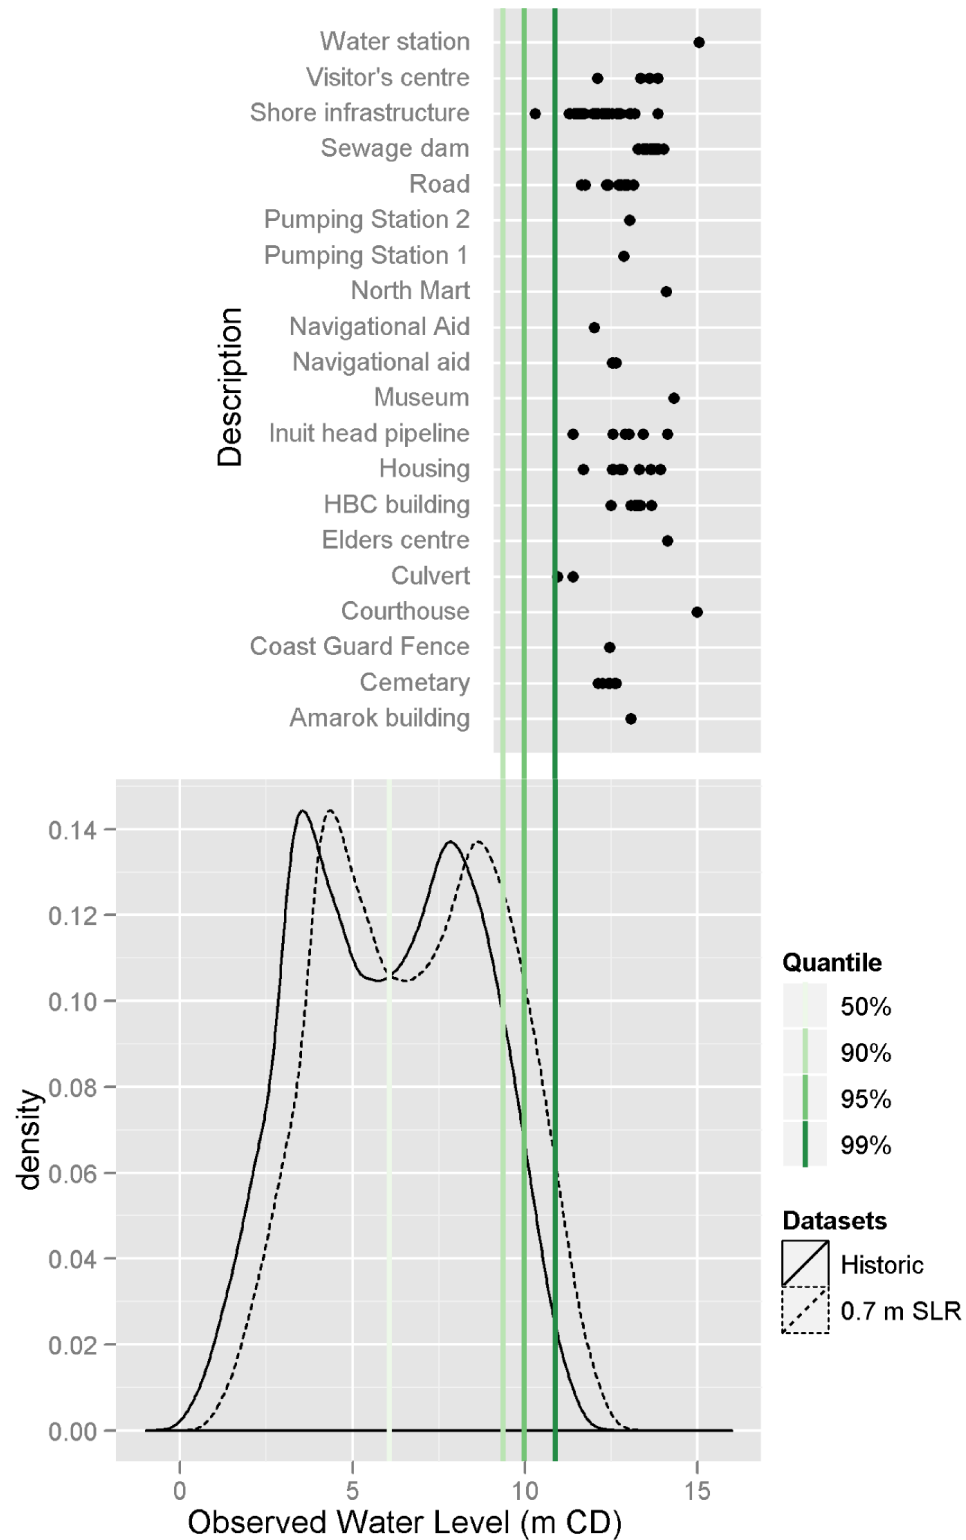 Water station
Visitor's centre
Shore infrastructure
Sewage dam
Road
Pumping Station 2
Pumping Station 1
North Mart
Navigational Aid
Navigational aid
Museum
Inuit head pipeline
Housing
HBC building
Elders centre
Culvert
Courthouse
Coast Guard Fence
Cemetary
Amarok building
Description
0.14
0.12
0.10
0.08
0.06
0.04
0.02
0.00
density
0 5 10 15
Observed Water Level (m CD)
Quantile
50%
90%
95%
99%
Datasets
Historic
0.7 m SLR